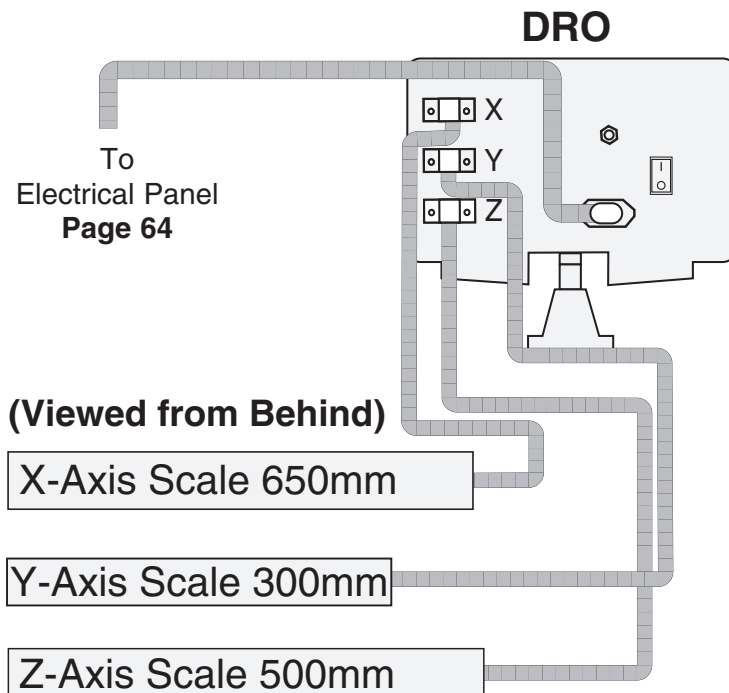 DRO
X
Y
Z
I
O
To
Electrical Panel
Page 64
(Viewed from Behind)
X-Axis Scale 650mm
Y-Axis Scale 300mm
Z-Axis Scale 500mm